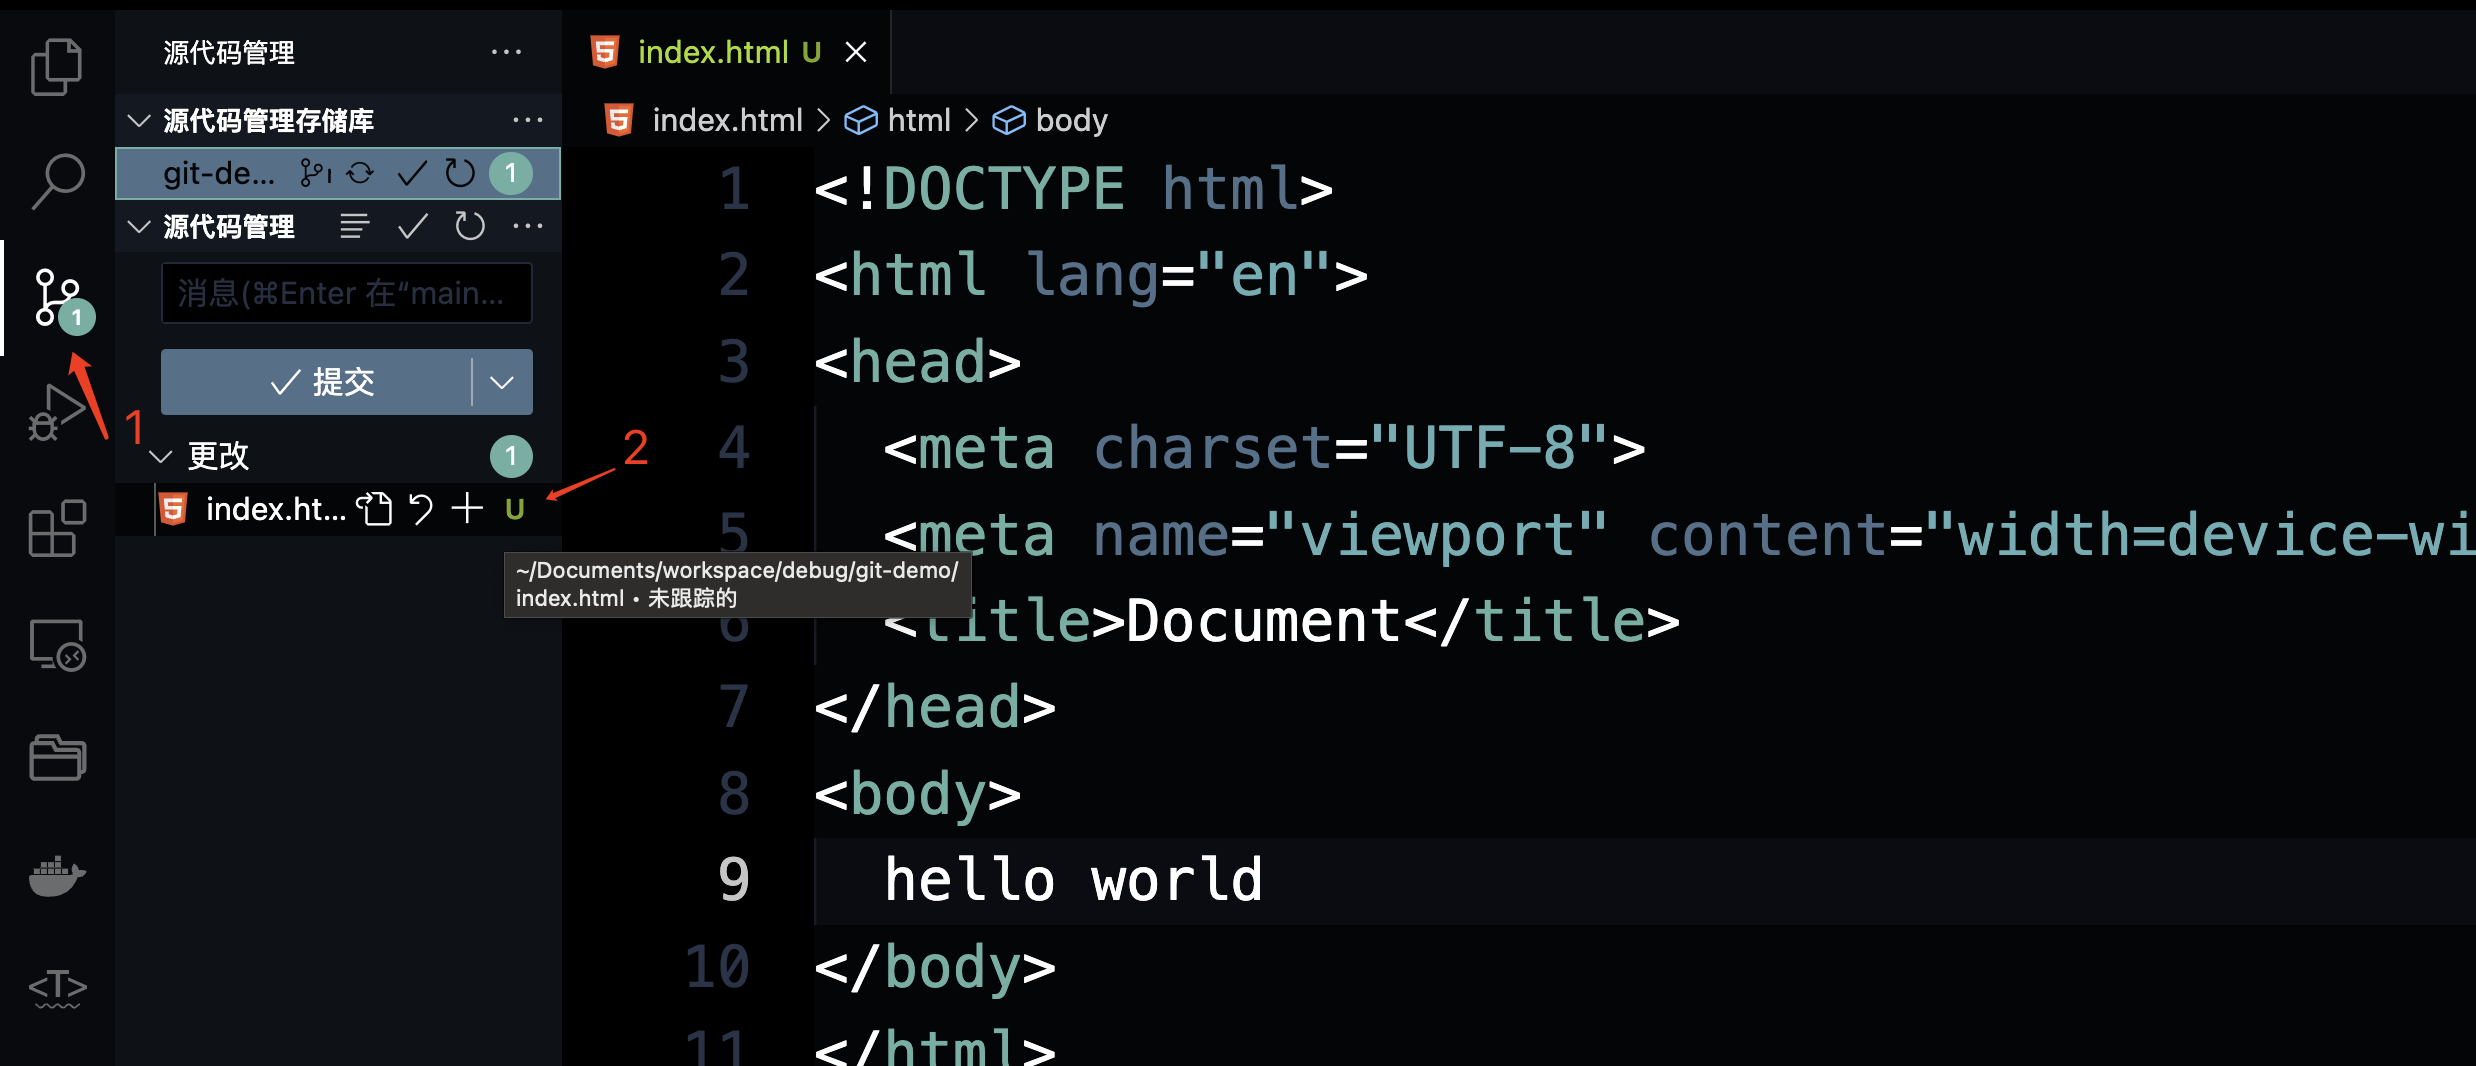 源代码管理
源代码管理存储库
git-de...
1
源代码管理
消息(⌘Enter 在“main...
提交
更改
1
index.ht...
U
1
1
2
~/Documents/workspace/debug/git-demo/
index.html • 未跟踪的
index.html U
index.html > html > body
1 <!DOCTYPE html>
2 <html lang="en">
3 <head>
4 <meta charset="UTF-8">
5 <meta name="viewport" content="width=device-wi
6 <title>Document</title>
7 </head>
8 <body>
9 hello world
10 </body>
11 </html>
<T>